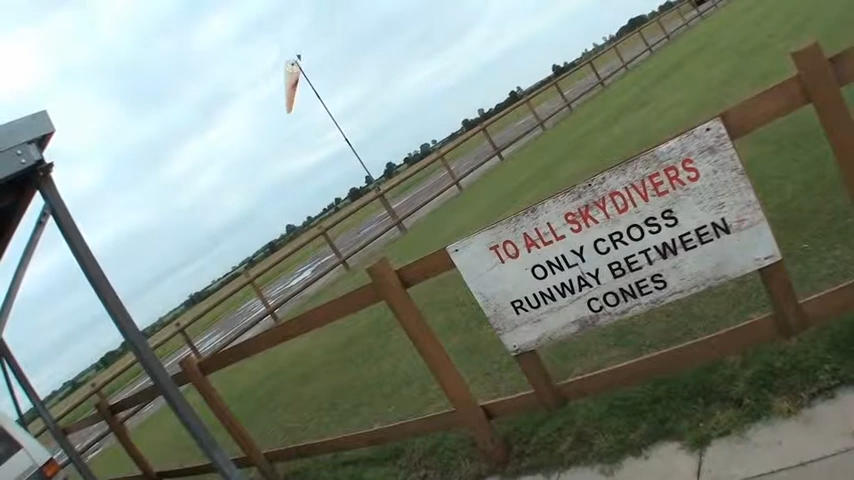 TO ALL SKYDIVERS
ONLY CROSS
RUNWAY BETWEEN
CONES